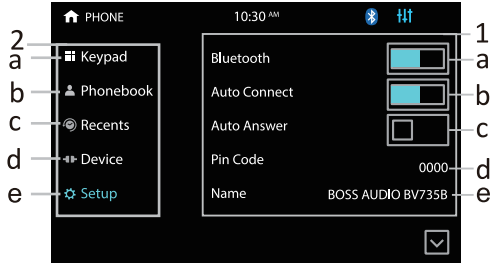 PHONE 10:30 AM
2 1
a Keypad Bluetooth a
b Phonebook Auto Connect b
c Recents Auto Answer c
d Device Pin Code 0000 d
e Setup Name BOSS AUDIO BV735B e